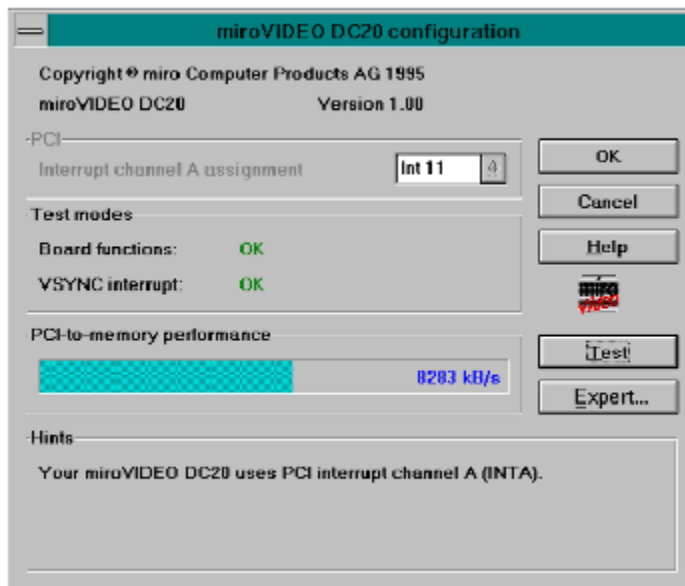 miroVIDEO DC20 configuration
Copyright © miro Computer Products AG 1995
miroVIDEO DC20 Version 1.00
PCI
Interrupt channel A assignment Int 11
OK
Cancel
Test modes
Board functions: OK
VSYNC interrupt: OK
Help
miro
VIDEO
PCI-to-memory performance
8283 kB/s
Test
Expert...
Hints
Your miroVIDEO DC20 uses PCI interrupt channel A (INTA).